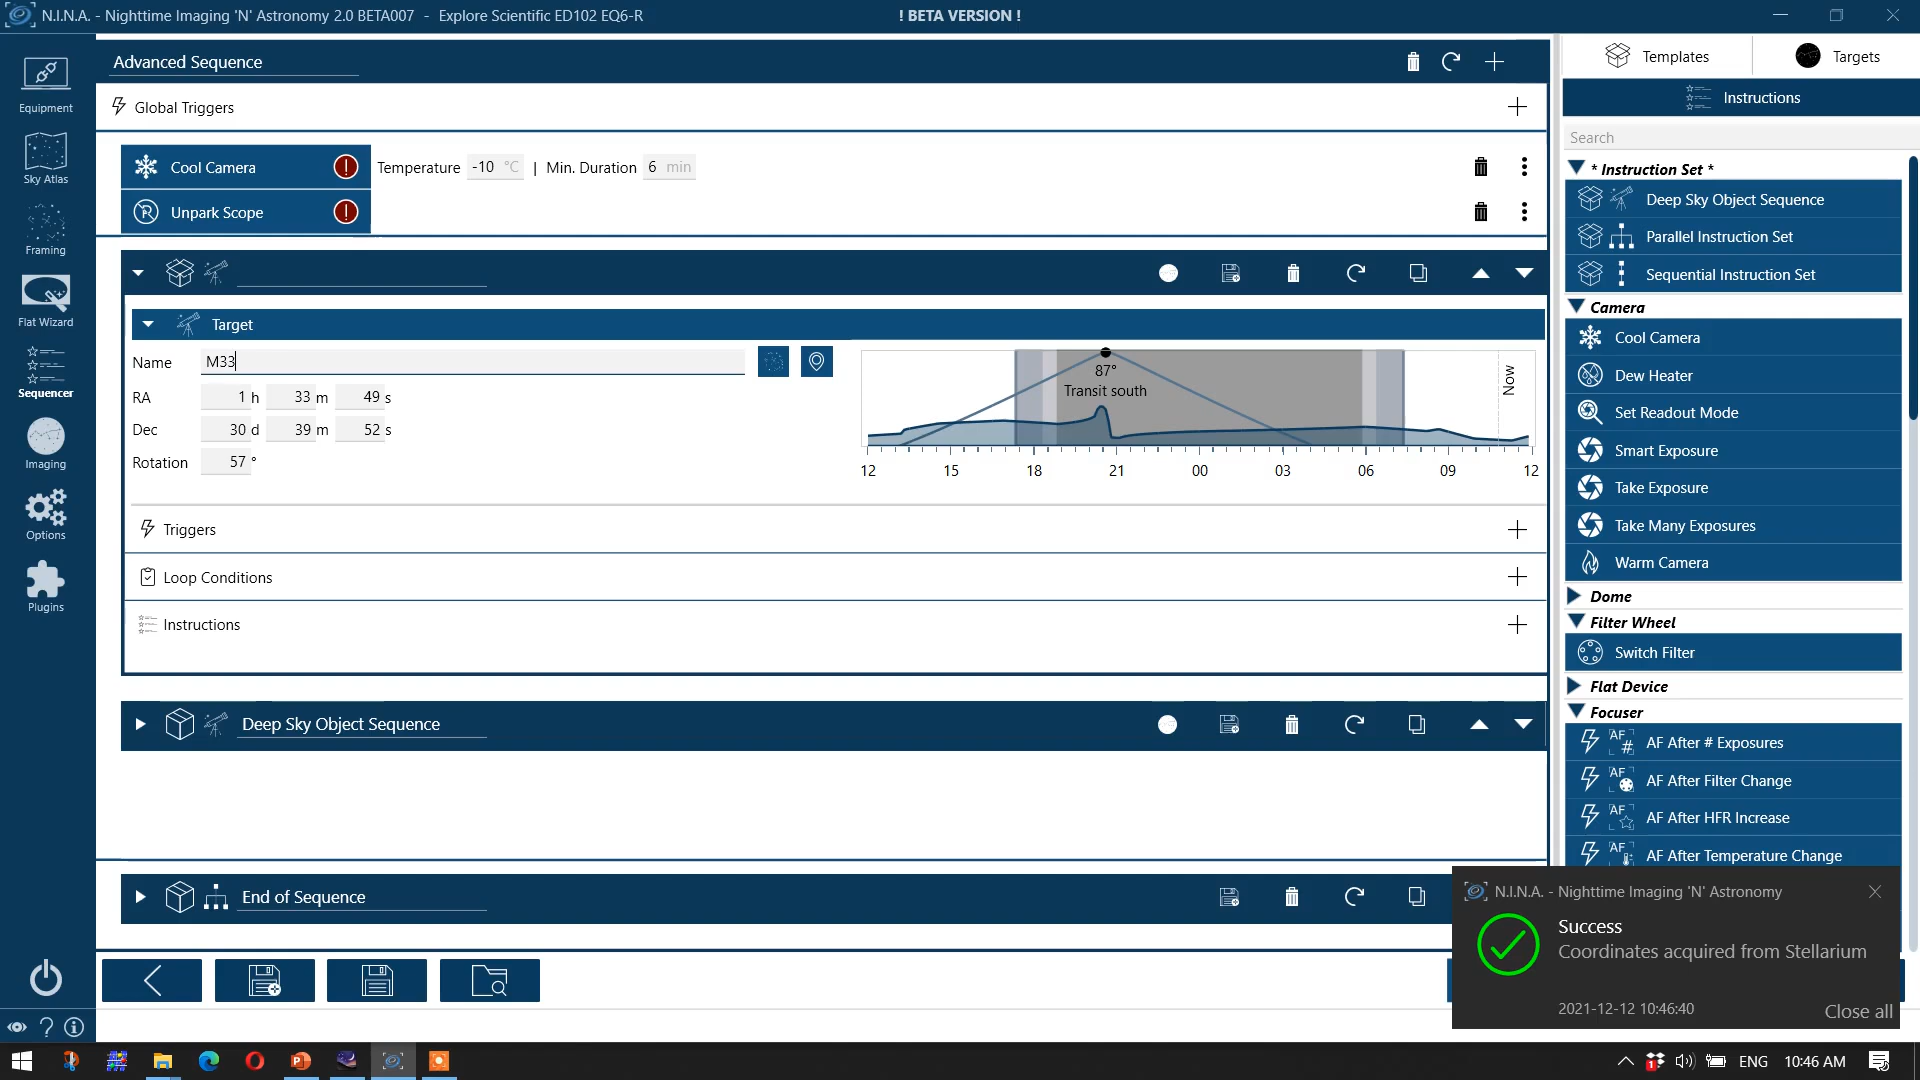 N.I.N.A. - Nighttime Imaging 'N' Astronomy 2.0 BETA007 - Explore Scientific ED102 EQ6-R
! BETA VERSION !
Equipment
Sky Atlas
Framing
Flat Wizard
Sequencer
Imaging
Options
Plugins
Advanced Sequence
Global Triggers
Cool Camera
Temperature -10 °C | Min. Duration 6 min
Unpark Scope
Target
Name M33
RA 1 h 33 m 49 s
Dec 30 d 39 m 52 s
Rotation 57 °
87°
Transit south
Now
12 15 18 21 00 03 06 09 12
Triggers
Loop Conditions
Instructions
Deep Sky Object Sequence
End of Sequence
Templates
Targets
Instructions
Search
* Instruction Set *
Deep Sky Object Sequence
Parallel Instruction Set
Sequential Instruction Set
Camera
Cool Camera
Dew Heater
Set Readout Mode
Smart Exposure
Take Exposure
Take Many Exposures
Warm Camera
Dome
Filter Wheel
Switch Filter
Flat Device
Focuser
AF # AF After # Exposures
AF AF After Filter Change
AF AF After HFR Increase
AF AF After Temperature Change
N.I.N.A. - Nighttime Imaging 'N' Astronomy
Success
Coordinates acquired from Stellarium
2021-12-12 10:46:40
Close all
ENG
10:46 AM